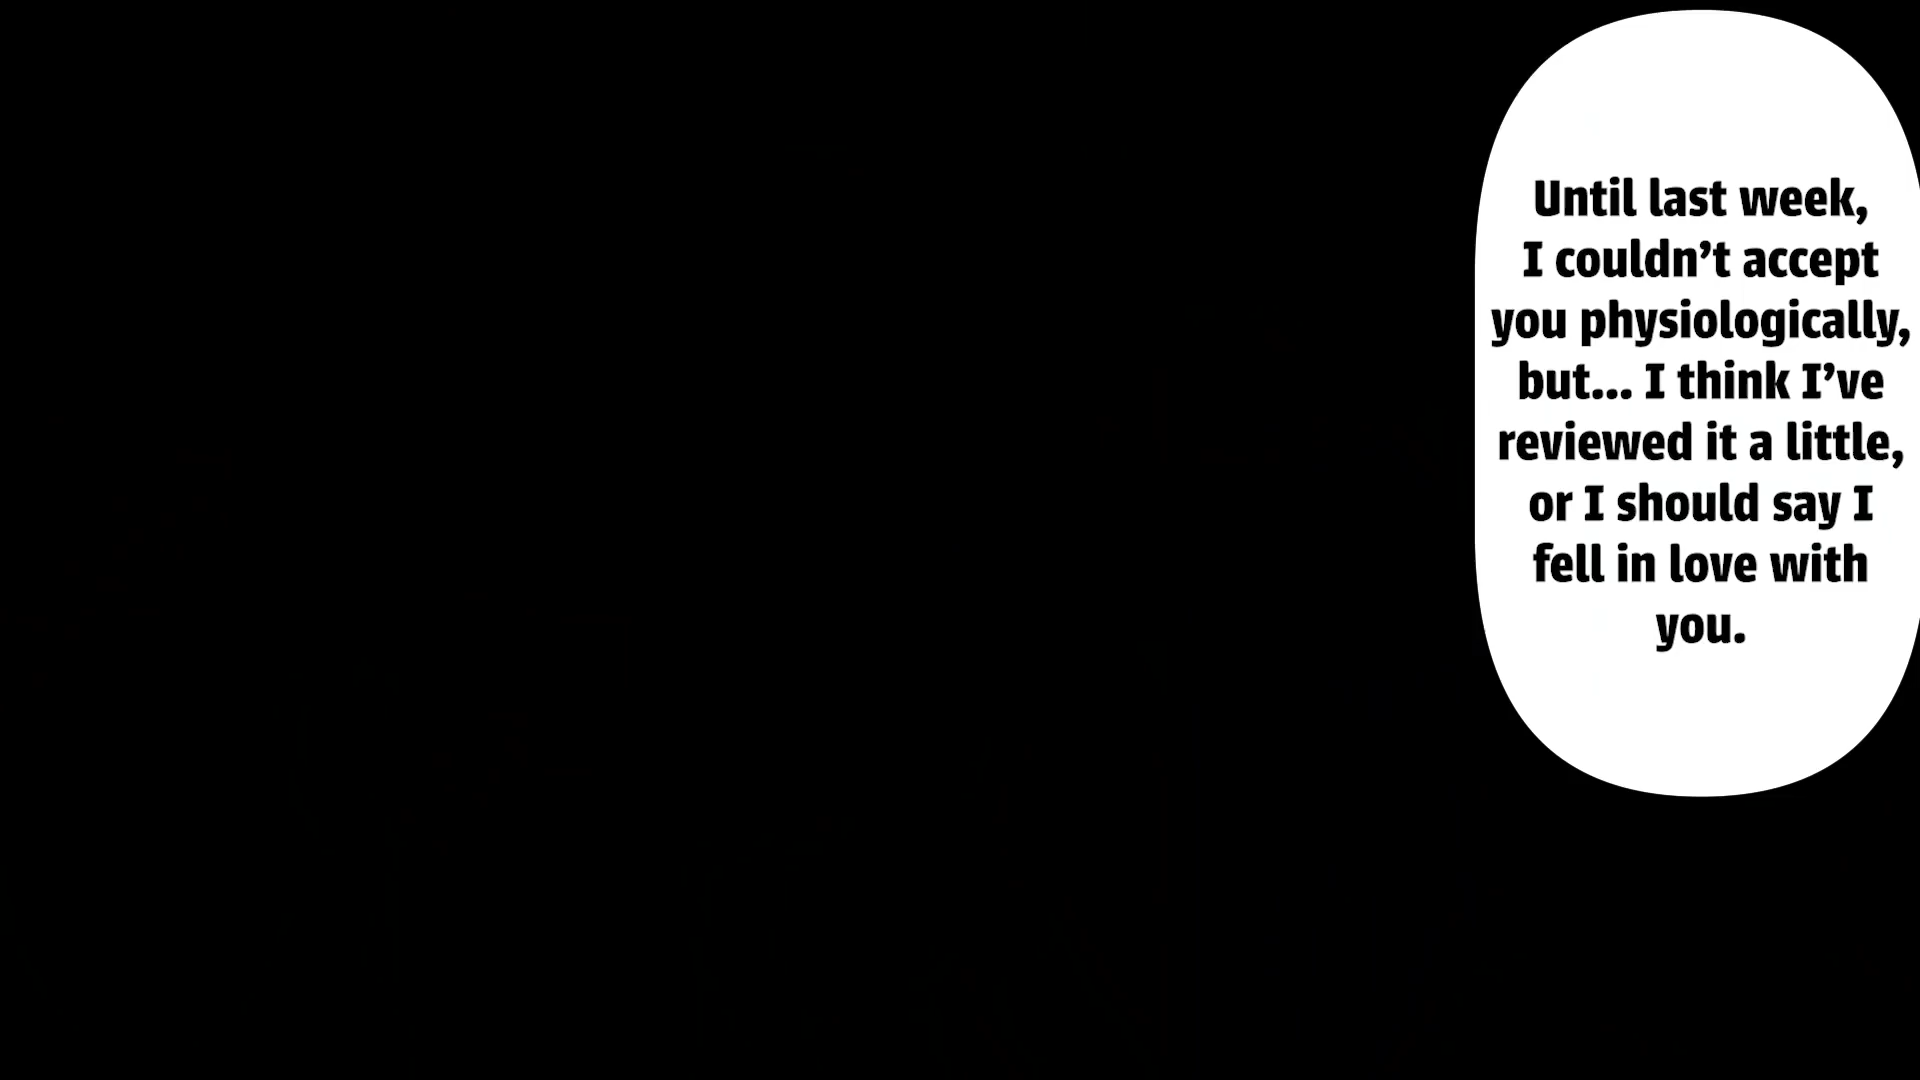 Until last week,
I couldn’t accept
you physiologically,
but... I think I’ve
reviewed it a little,
or I should say I
fell in love with
you.